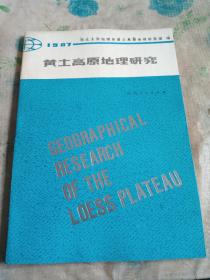 1987
黄土高原地理研究
GEOGRAPHICAL
RESEARCH
OF THE
LOESS PLATEAU